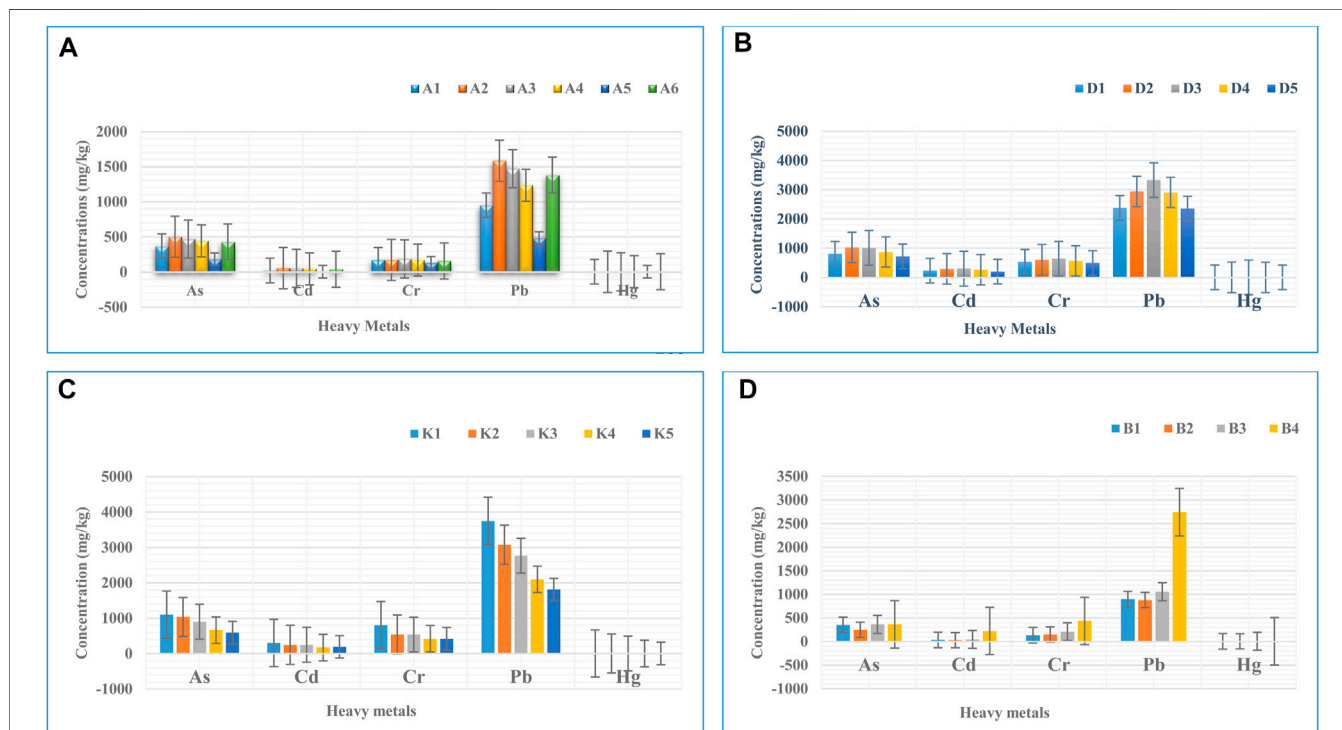 A
A1 A2 A3 A4 A5 A6
Concentrations (mg/kg)
2000
1500
1000
500
0
-500
As Cd Cr Pb Hg
Heavy Metals
B
D1 D2 D3 D4 D5
Concentrations (mg/kg)
5000
4000
3000
2000
1000
0
-1000
As Cd Cr Pb Hg
Heavy Metals
C
K1 K2 K3 K4 K5
Concentration (mg/kg)
5000
4000
3000
2000
1000
0
-1000
As Cd Cr Pb Hg
Heavy metals
D
B1 B2 B3 B4
Concentration (mg/kg)
3500
3000
2500
2000
1500
1000
500
0
-500
-1000
As Cd Cr Pb Hg
Heavy metals